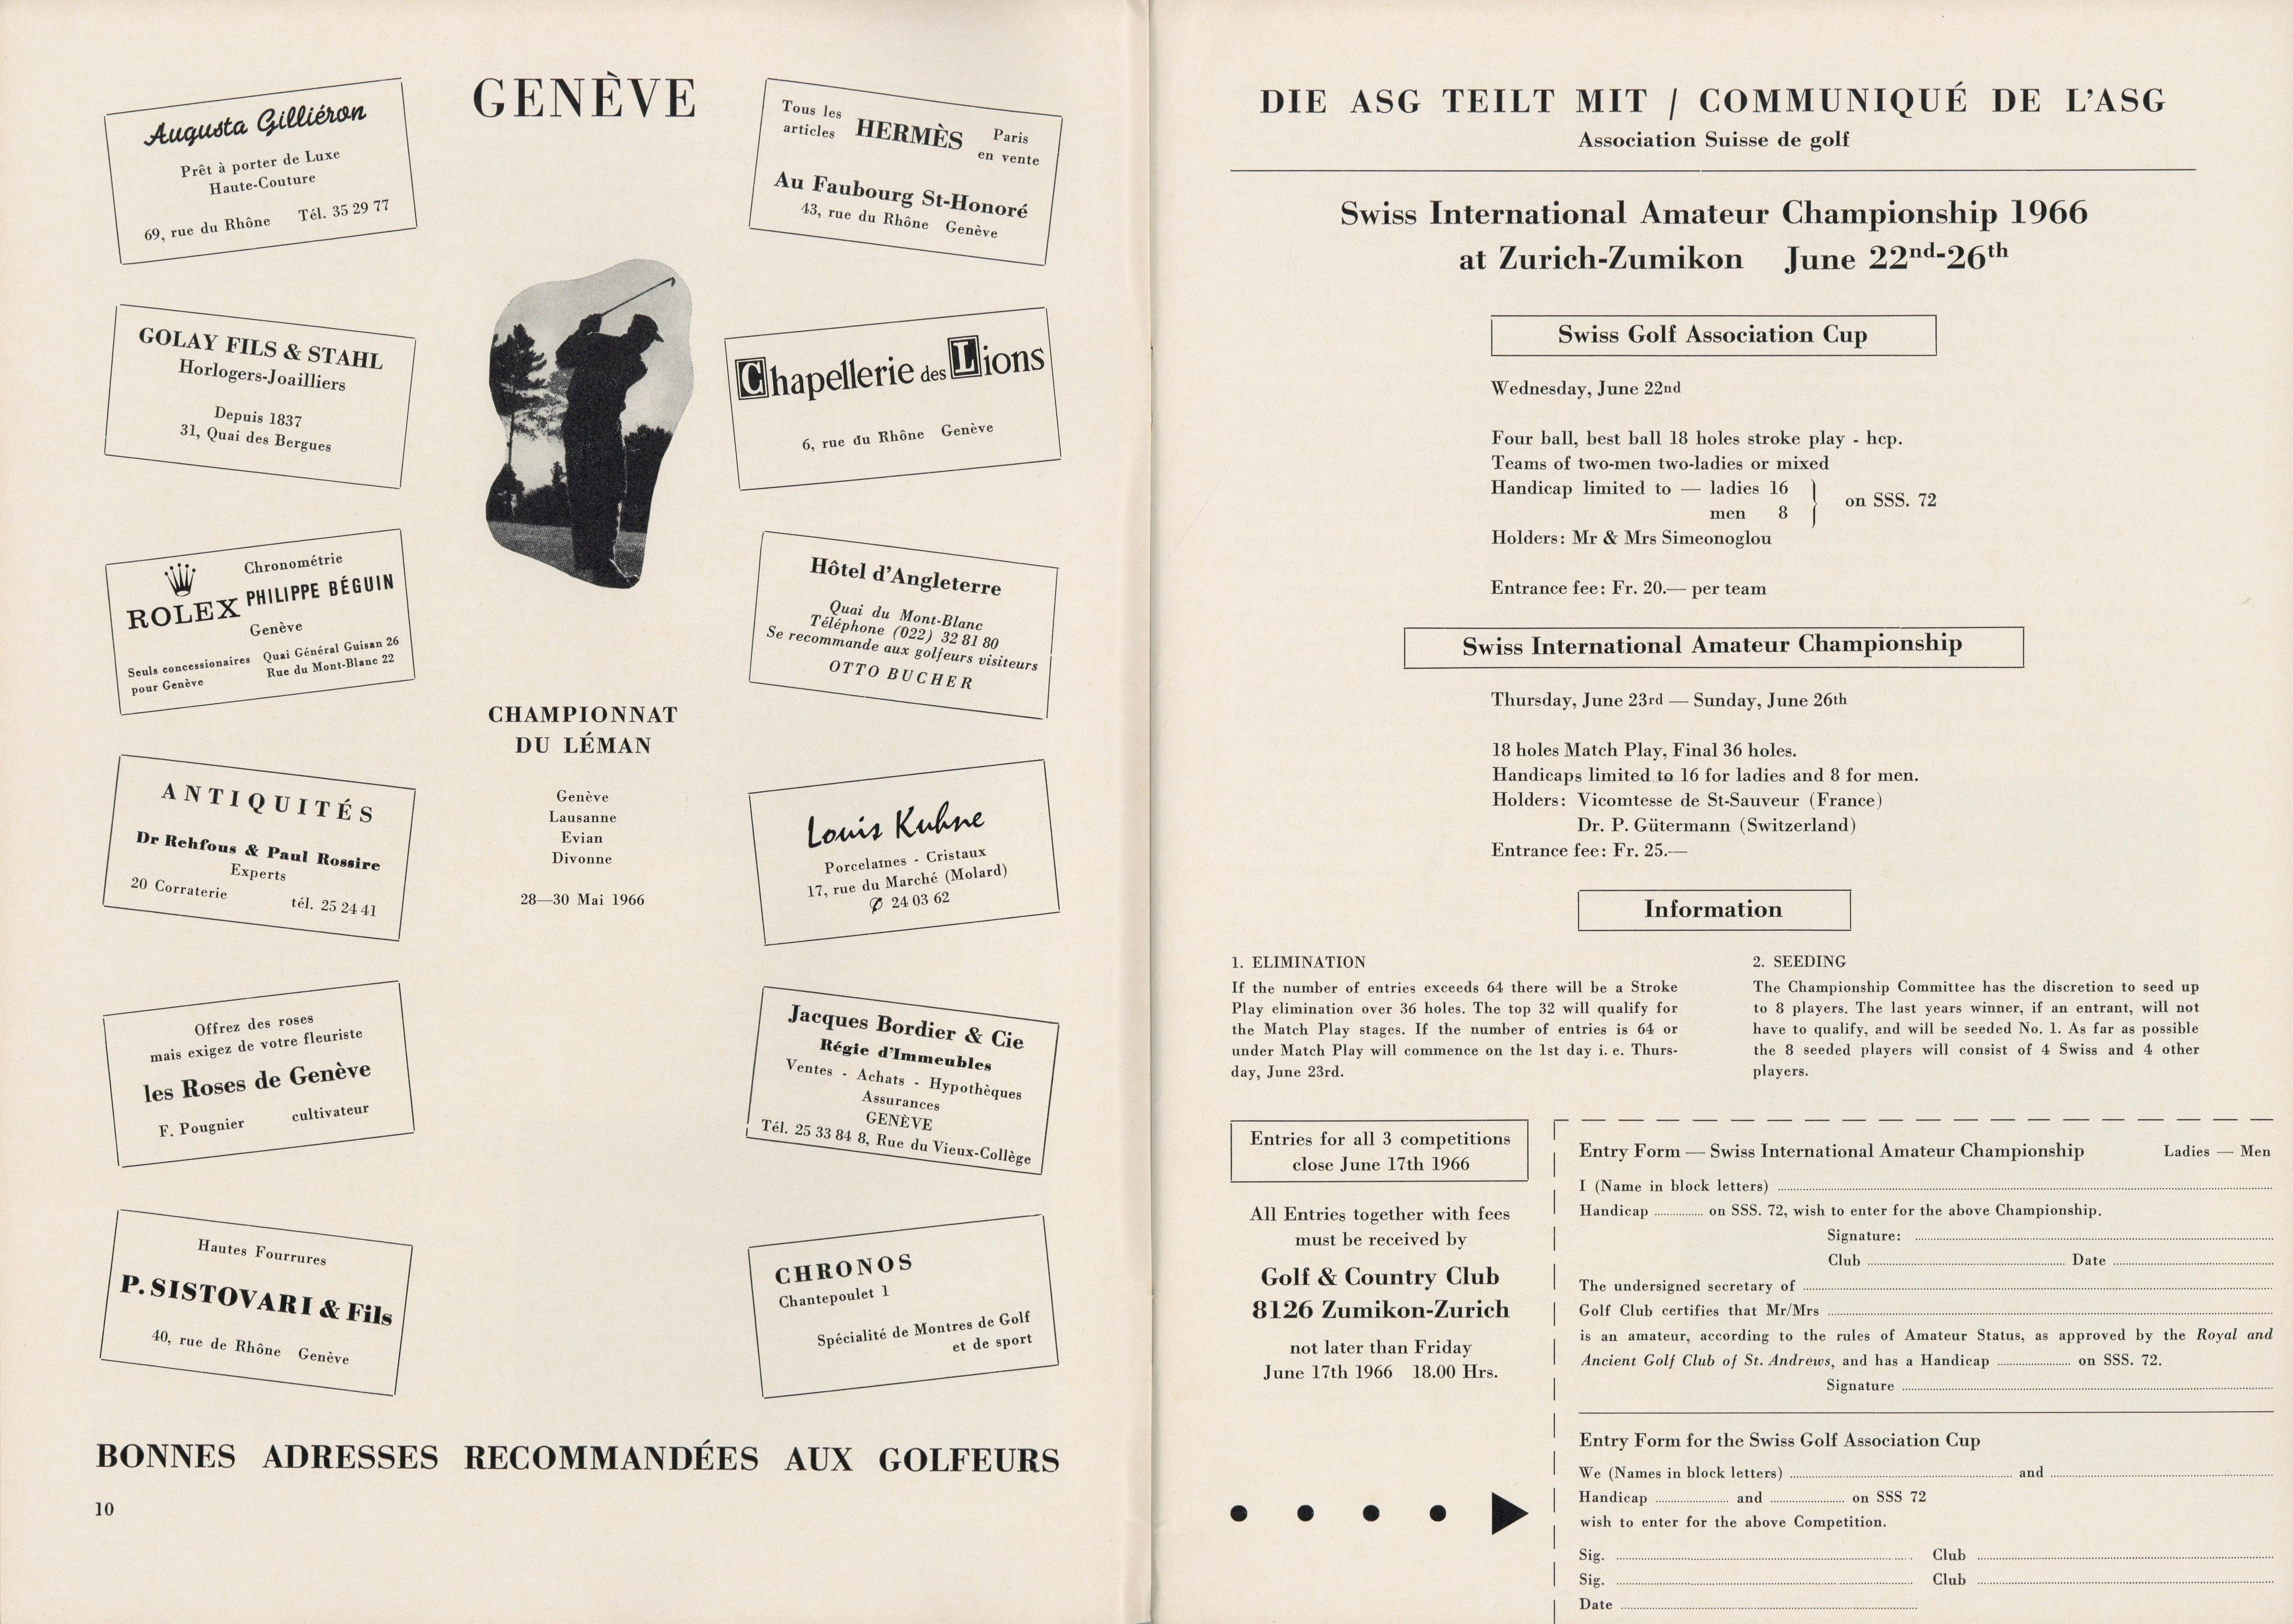 GENÈVE
Augusta Gilliéron
Prêt à porter de Luxe
Haute-Couture
69, rue du Rhône Tél. 35 29 77
GOLAY FILS & STAHL
Horlogers-Joailliers
Depuis 1837
31, Quai des Bergues
ROLEX
Chronométrie
PHILIPPE BÉGUIN
Genève
Seuls concessionaires
pour Genève
Quai Général Guisan 26
Rue du Mont-Blanc 22
ANTIQUITÉS
Dr Rehfous & Paul Rossire
Experts
20 Corraterie tél. 25 24 41
Offrez des roses
mais exigez de votre fleuriste
les Roses de Genève
F. Pougnier cultivateur
Hautes Fourrures
P. SISTOVARI & Fils
40, rue de Rhône Genève
CHAMPIONNAT
DU LÉMAN
Genève
Lausanne
Evian
Divonne
28—30 Mai 1966
Tous les
articles
HERMÈS
Paris
en vente
Au Faubourg St-Honoré
43, rue du Rhône Genève
Chapellerie des Lions
6, rue du Rhône Genève
Hôtel d'Angleterre
Quai du Mont-Blanc
Téléphone (022) 32 81 80
Se recommande aux golfeurs visiteurs
OTTO BUCHER
Louis Kuhne
Porcelaines - Cristaux
17, rue du Marché (Molard)
✆ 24 03 62
Jacques Bordier & Cie
Régie d'Immeubles
Ventes - Achats - Hypothèques
Assurances
GENÈVE
Tél. 25 33 84 8, Rue du Vieux-Collège
CHRONOS
Chantepoulet 1
Spécialité de Montres de Golf
et de sport
BONNES ADRESSES RECOMMANDÉES AUX GOLFEURS
10
DIE ASG TEILT MIT / COMMUNIQUÉ DE L'ASG
Association Suisse de golf
Swiss International Amateur Championship 1966
at Zurich-Zumikon June 22nd-26th
Swiss Golf Association Cup
Wednesday, June 22nd
Four ball, best ball 18 holes stroke play - hcp.
Teams of two-men two-ladies or mixed
Handicap limited to — ladies 16
men 8
on SSS. 72
Holders: Mr & Mrs Simeonoglou
Entrance fee: Fr. 20.— per team
Swiss International Amateur Championship
Thursday, June 23rd — Sunday, June 26th
18 holes Match Play, Final 36 holes.
Handicaps limited to 16 for ladies and 8 for men.
Holders: Vicomtesse de St-Sauveur (France)
Dr. P. Gütermann (Switzerland)
Entrance fee: Fr. 25.—
Information
1. ELIMINATION
If the number of entries exceeds 64 there will be a Stroke
Play elimination over 36 holes. The top 32 will qualify for
the Match Play stages. If the number of entries is 64 or
under Match Play will commence on the 1st day i. e. Thurs-
day, June 23rd.
2. SEEDING
The Championship Committee has the discretion to seed up
to 8 players. The last years winner, if an entrant, will not
have to qualify, and will be seeded No. 1. As far as possible
the 8 seeded players will consist of 4 Swiss and 4 other
players.
Entries for all 3 competitions
close June 17th 1966
All Entries together with fees
must be received by
Golf & Country Club
8126 Zumikon-Zurich
not later than Friday
June 17th 1966 18.00 Hrs.
Entry Form — Swiss International Amateur Championship Ladies — Men
I (Name in block letters)
Handicap ............ on SSS. 72, wish to enter for the above Championship.
Signature:
Club ............ Date
The undersigned secretary of
Golf Club certifies that Mr/Mrs
is an amateur, according to the rules of Amateur Status, as approved by the Royal and
Ancient Golf Club of St. Andrews, and has a Handicap ............ on SSS. 72.
Signature
Entry Form for the Swiss Golf Association Cup
We (Names in block letters) ............ and
Handicap ............ and ............ on SSS 72
wish to enter for the above Competition.
Sig. ............ Club
Sig. ............ Club
Date